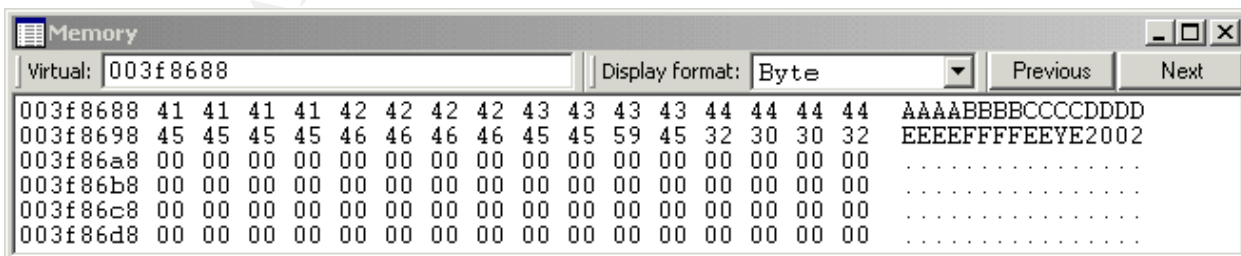 Memory
Virtual: 003f8688 Display format: Byte Previous Next
003f8688 41 41 41 41 42 42 42 42 43 43 43 43 44 44 44 44 AAAABBBBCCCCDDDD
003f8698 45 45 45 45 46 46 46 46 45 45 59 45 32 30 30 32 EEEEFFFFEEYE2002
003f86a8 00 00 00 00 00 00 00 00 00 00 00 00 00 00 00 00 ................
003f86b8 00 00 00 00 00 00 00 00 00 00 00 00 00 00 00 00 ................
003f86c8 00 00 00 00 00 00 00 00 00 00 00 00 00 00 00 00 ................
003f86d8 00 00 00 00 00 00 00 00 00 00 00 00 00 00 00 00 ................